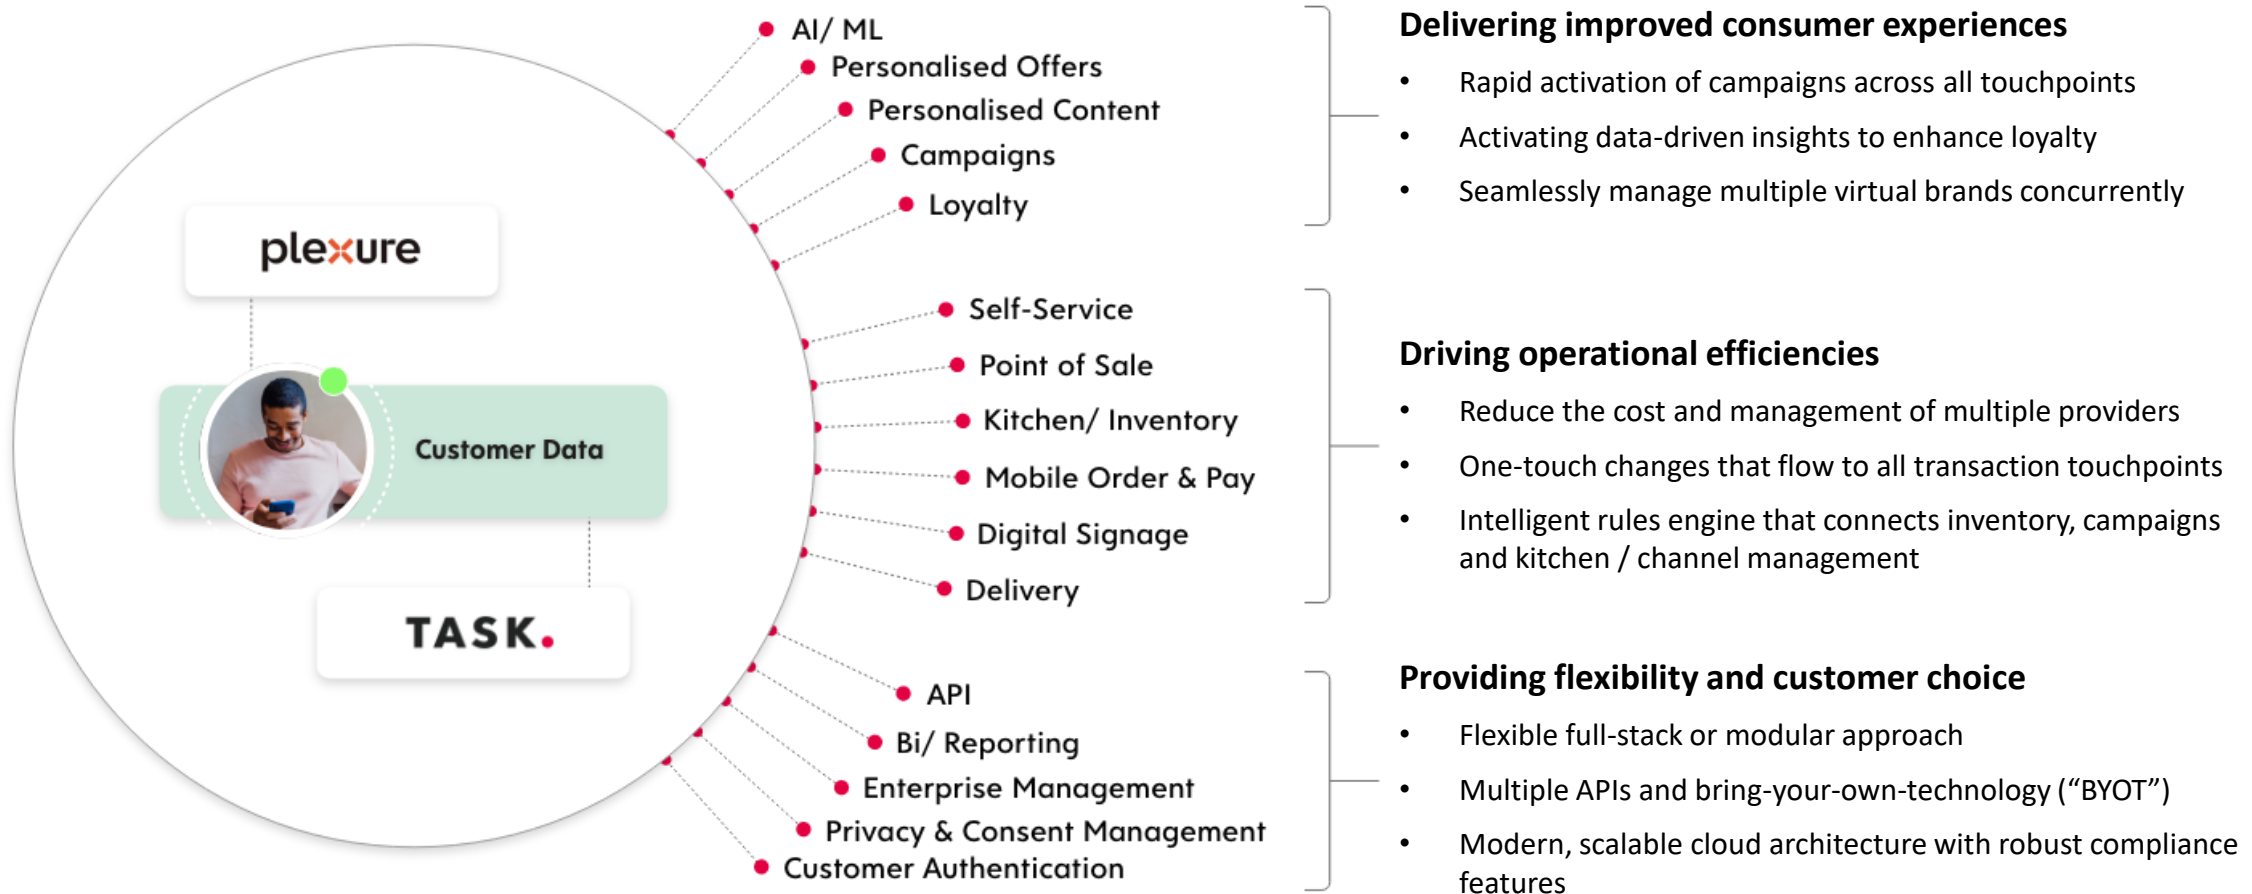 plexure
Customer Data
TASK.
AI/ ML
Personalised Offers
Personalised Content
Campaigns
Loyalty
Self-Service
Point of Sale
Kitchen/ Inventory
Mobile Order & Pay
Digital Signage
Delivery
API
Bi/ Reporting
Enterprise Management
Privacy & Consent Management
Customer Authentication
Delivering improved consumer experiences
• Rapid activation of campaigns across all touchpoints
• Activating data-driven insights to enhance loyalty
• Seamlessly manage multiple virtual brands concurrently
Driving operational efficiencies
• Reduce the cost and management of multiple providers
• One-touch changes that flow to all transaction touchpoints
• Intelligent rules engine that connects inventory, campaigns
and kitchen / channel management
Providing flexibility and customer choice
• Flexible full-stack or modular approach
• Multiple APIs and bring-your-own-technology (“BYOT”)
• Modern, scalable cloud architecture with robust compliance
features